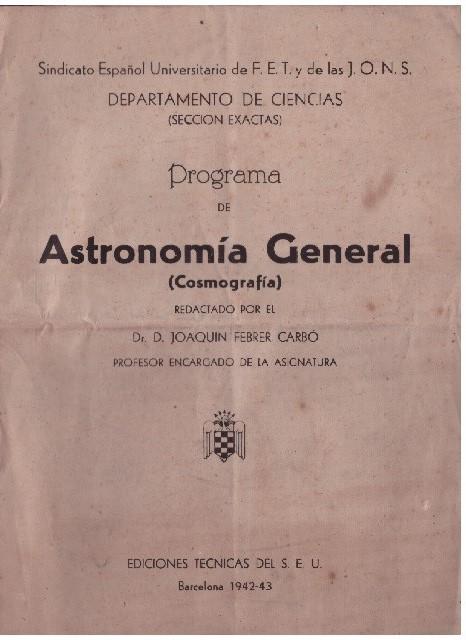 Sindicato Español Universitario de F. E. T. y de las J. O. N. S.
DEPARTAMENTO DE CIENCIAS
(SECCION EXACTAS)
Programa
DE
Astronomía General
(Cosmografía)
REDACTADO POR EL
Dr. D. JOAQUIN FEBRER CARBÓ
PROFESOR ENCARGADO DE LA ASIGNATURA
EDICIONES TECNICAS DEL S. E. U.
Barcelona 1942-43